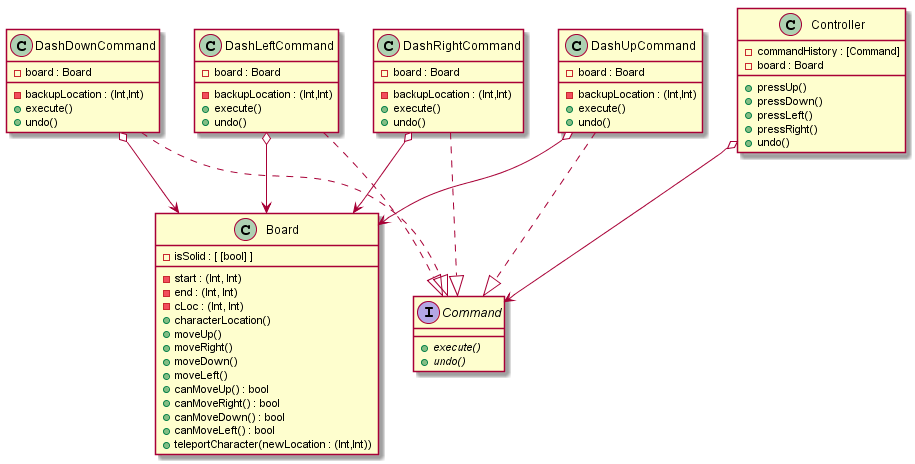 C DashDownCommand
board : Board
backupLocation : (Int,Int)
execute()
undo()
C DashLeftCommand
board : Board
backupLocation : (Int,Int)
execute()
undo()
C DashRightCommand
board : Board
backupLocation : (Int,Int)
execute()
undo()
C DashUpCommand
board : Board
backupLocation : (Int,Int)
execute()
undo()
C Controller
commandHistory : [Command]
board : Board
pressUp()
pressDown()
pressLeft()
pressRight()
undo()
C Board
isSolid : [ [bool] ]
start : (Int, Int)
end : (Int, Int)
cLoc : (Int, Int)
characterLocation()
moveUp()
moveRight()
moveDown()
moveLeft()
canMoveUp() : bool
canMoveRight() : bool
canMoveDown() : bool
canMoveLeft() : bool
teleportCharacter(newLocation : (Int,Int))
I Command
execute()
undo()